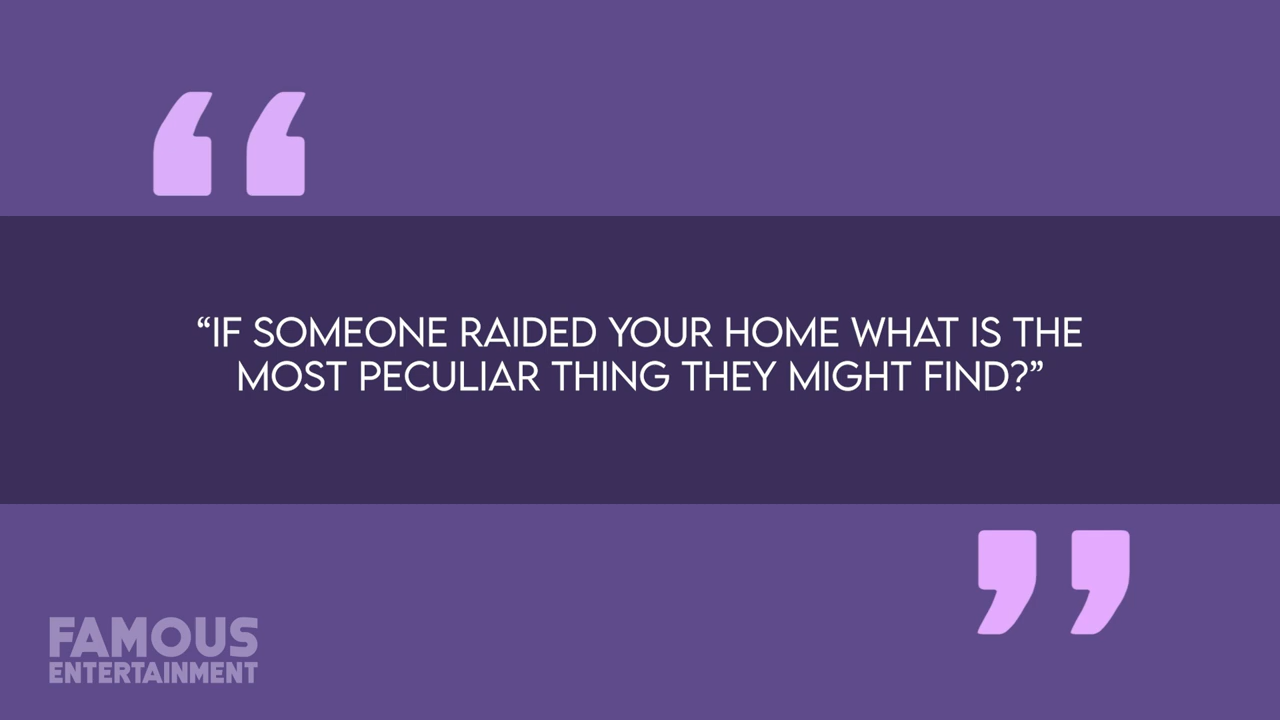 “IF SOMEONE RAIDED YOUR HOME WHAT IS THE
MOST PECULIAR THING THEY MIGHT FIND?”
FAMOUS
ENTERTAINMENT